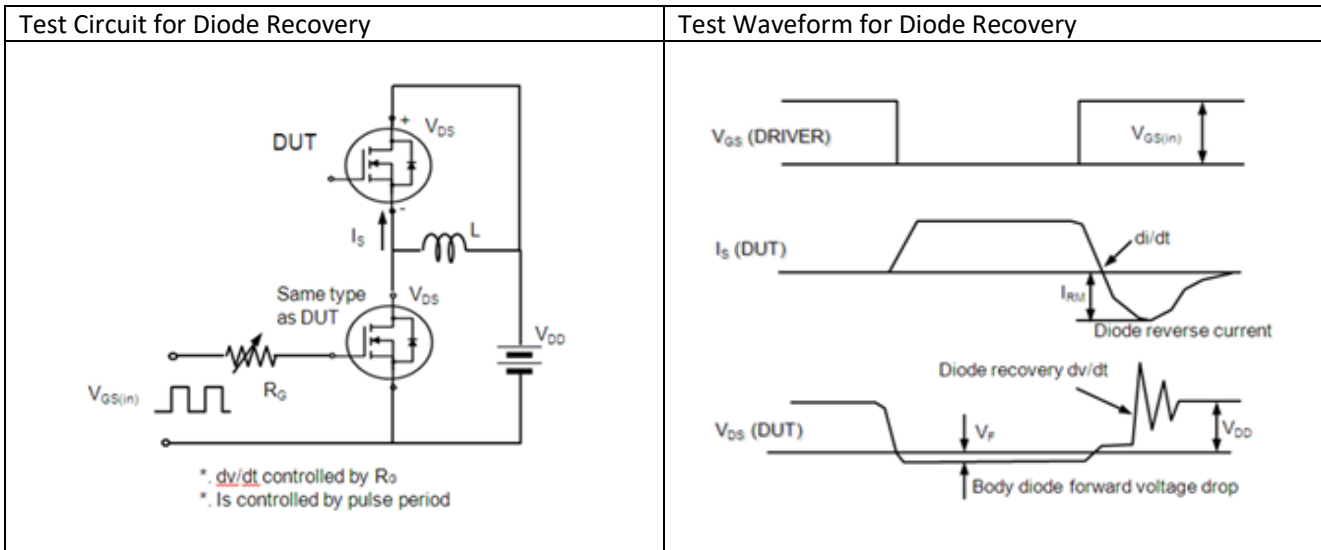 Test Circuit for Diode Recovery
Test Waveform for Diode Recovery
DUT
+
VDS
-
IS
L
Same type
as DUT
VDS
VDD
RG
VGS(in)
*. dv/dt controlled by RG
*. Is controlled by pulse period
VGS (DRIVER)
VGS(in)
IS (DUT)
di/dt
IRM
Diode reverse current
Diode recovery dv/dt
VDS (DUT)
VF
VDD
Body diode forward voltage drop